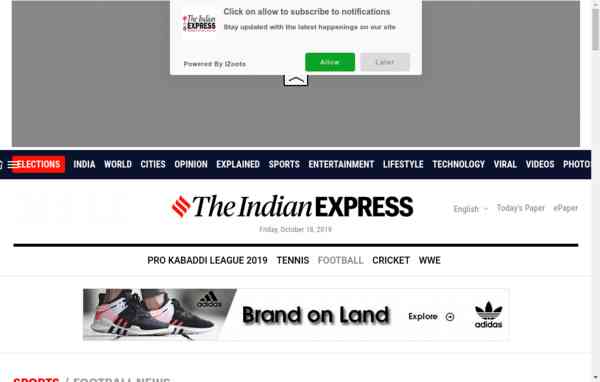 Click on allow to subscribe to notifications
The Indian EXPRESS
Stay updated with the latest happenings on our site
Powered By iZooto
Allow
Later
ELECTIONS INDIA WORLD CITIES OPINION EXPLAINED SPORTS ENTERTAINMENT LIFESTYLE TECHNOLOGY VIRAL VIDEOS PHOTOS
The Indian EXPRESS
English Today's Paper ePaper
Friday, October 18, 2019
PRO KABADDI LEAGUE 2019 TENNIS FOOTBALL CRICKET WWE
adidas
Brand on Land
Explore
adidas
SPORTS / FOOTBALL NEWS